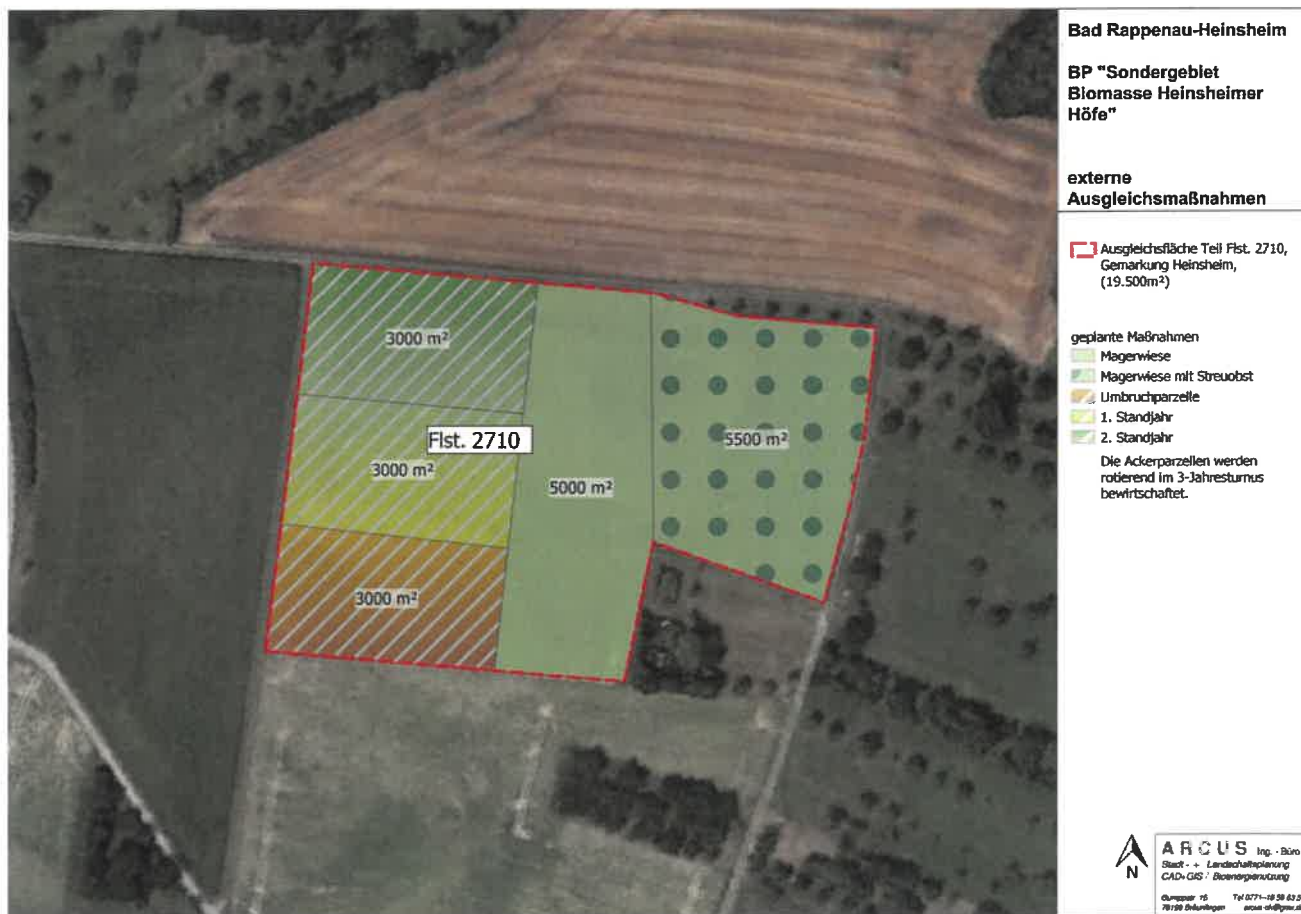 Bad Rappenau-Heinsheim
BP "Sondergebiet
Biomasse Heinsheimer
Höfe"
externe
Ausgleichsmaßnahmen
Ausgleichsfläche Teil Flst. 2710,
Gemarkung Heinsheim,
(19.500m²)
geplante Maßnahmen
Magerwiese
Magerwiese mit Streuobst
Umbruchparzelle
1. Standjahr
2. Standjahr
Die Ackerparzellen werden
rotierend im 3-Jahresturnus
bewirtschaftet.
3000 m²
Flst. 2710
3000 m²
5000 m²
5500 m²
3000 m²
N
ARCUS Ing. - Büro
Stadt - + Landschaftsplanung
CAD+GIS / Bioenergienutzung
78199 Bräunlingen